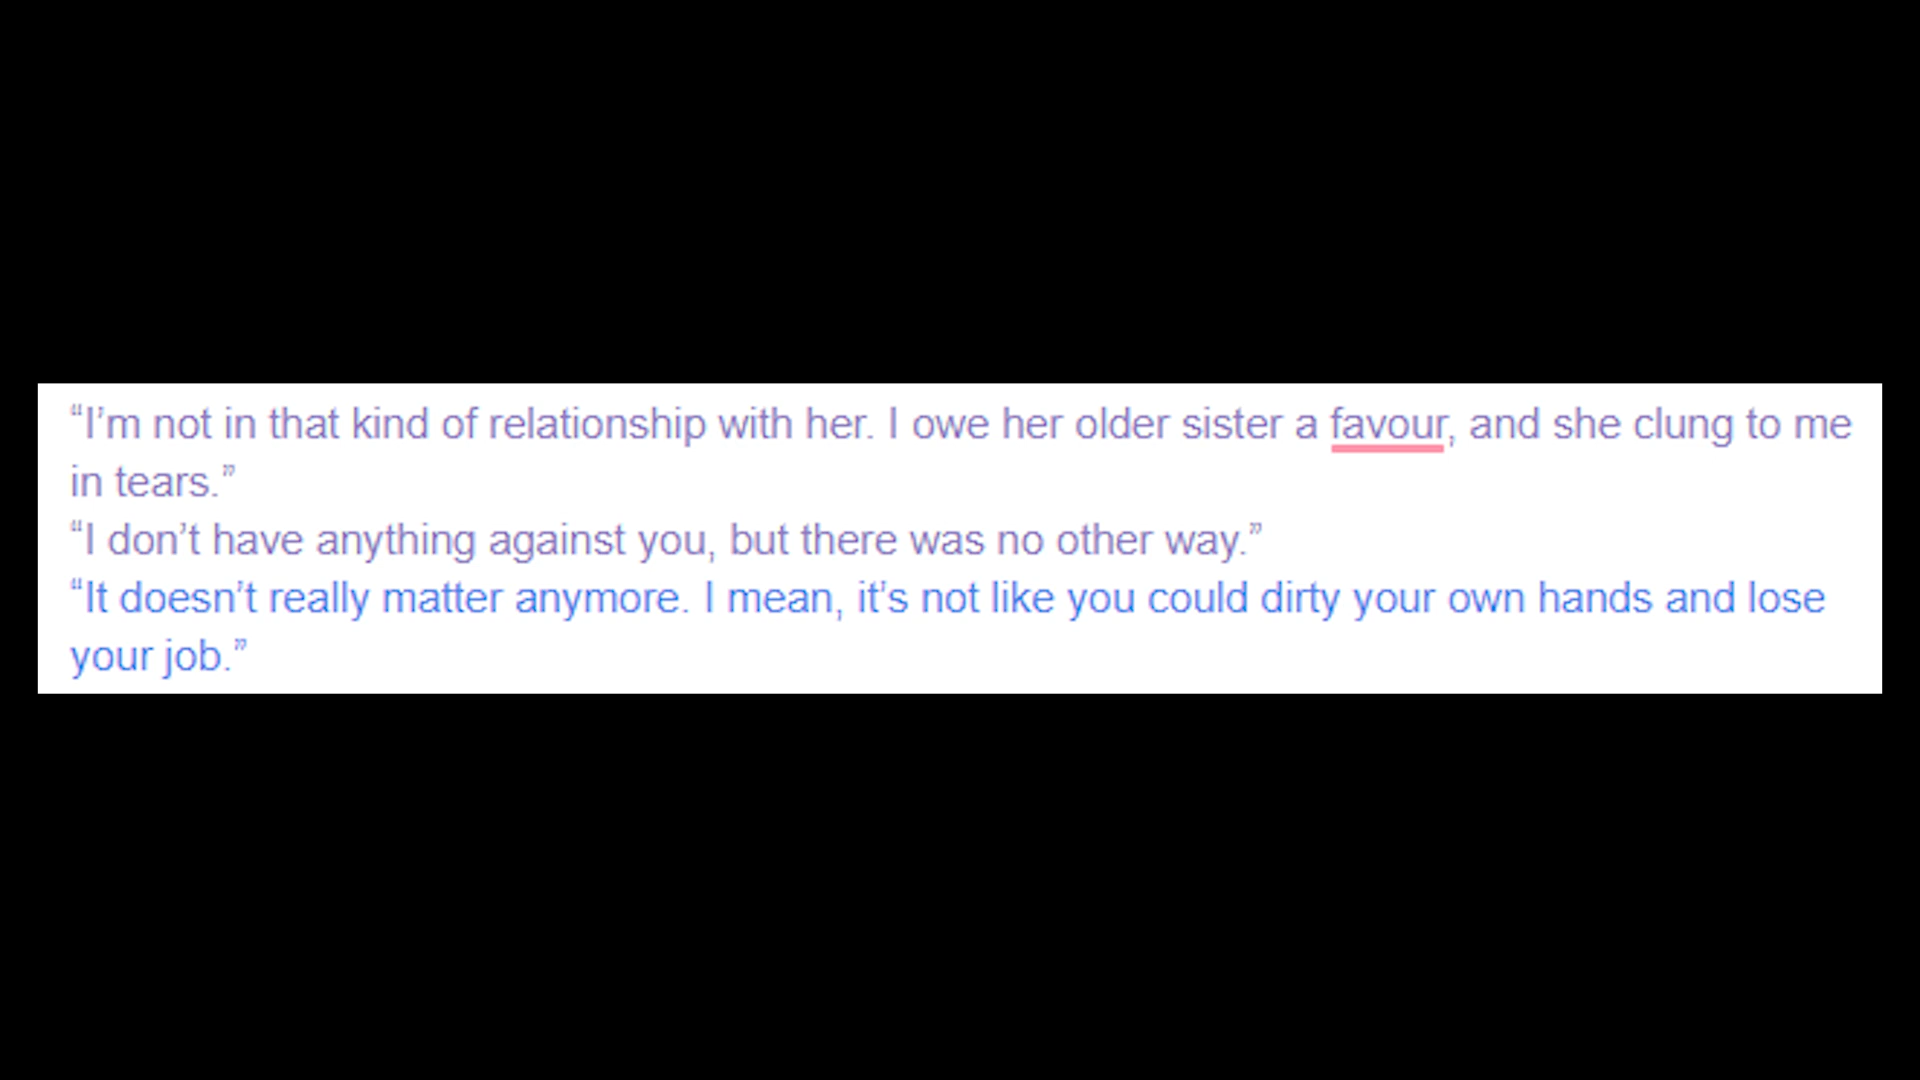 “I’m not in that kind of relationship with her. I owe her older sister a favour, and she clung to me
in tears.”
“I don’t have anything against you, but there was no other way.”
“It doesn’t really matter anymore. I mean, it’s not like you could dirty your own hands and lose
your job.”